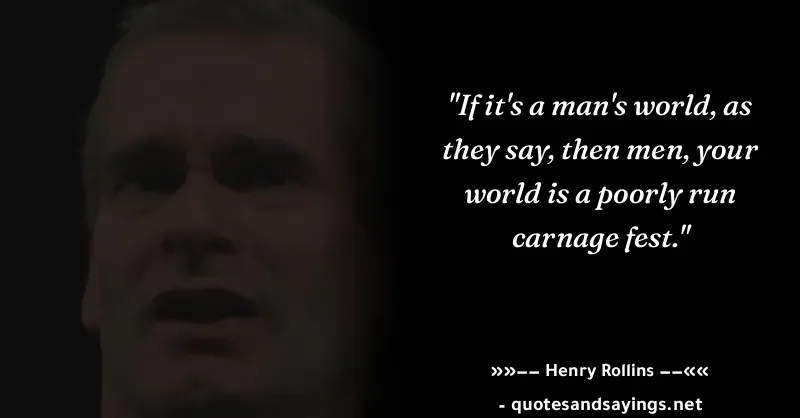 "If it's a man's world, as
they say, then men, your
world is a poorly run
carnage fest."
»»−− Henry Rollins −−««
- quotesandsayings.net